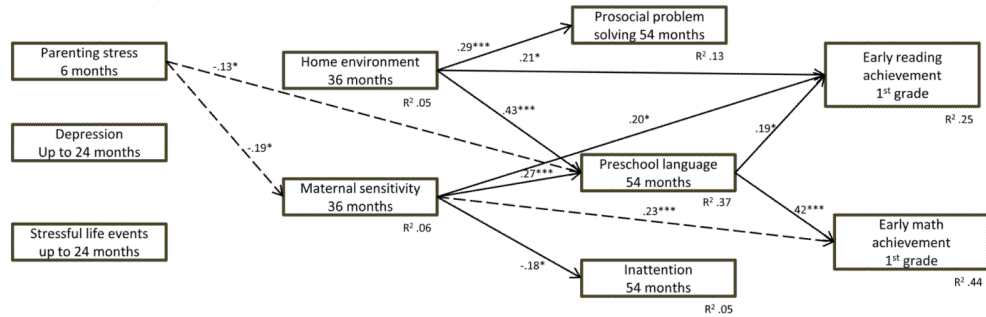 Parenting stress
6 months
Depression
Up to 24 months
Stressful life events
up to 24 months
-.13*
-.19*
Home environment
36 months
R² .05
Maternal sensitivity
36 months
R² .06
.29***
.21*
.43***
.20*
.27***
.23***
-.18*
Prosocial problem
solving 54 months
R² .13
Preschool language
54 months
R² .37
Inattention
54 months
R² .05
.19*
.42***
Early reading
achievement
1st grade
R² .25
Early math
achievement
1st grade
R² .44